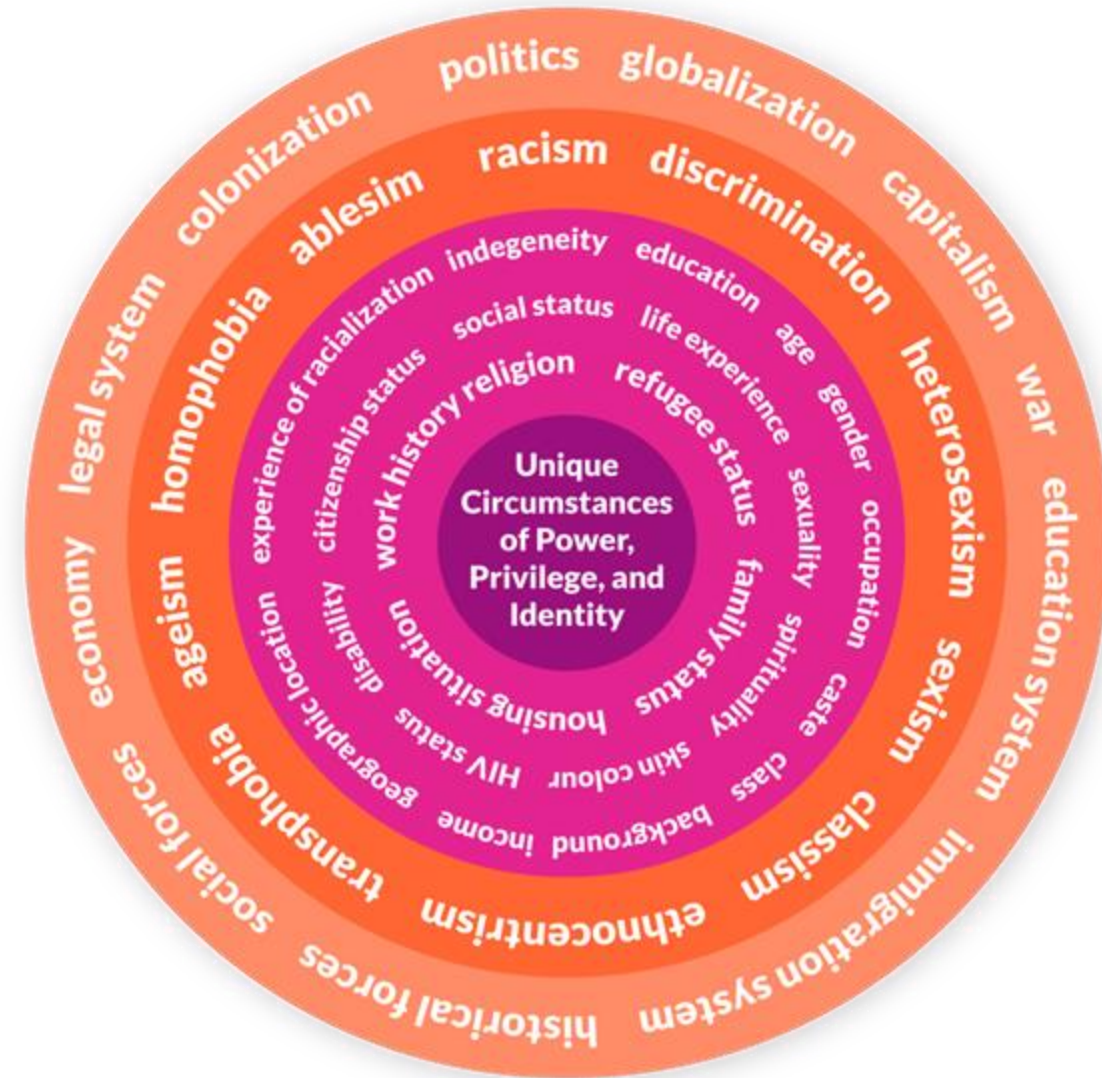 politics
globalization
capitalism
war
education system
immigration system
historical forces
social forces
economy
legal system
colonization
racism
discrimination
heterosexism
sexism
classism
ethnocentrism
transphobia
ageism
homophobia
ablesim
indegeneity
education
age
gender
occupation
caste
class
background
income
geographic location
experience of racialization
social status
life experience
sexuality
spirituality
skin colour
HIV status
disability
citizenship status
religion
refugee status
family status
housing situation
work history
Unique
Circumstances
of Power,
Privilege, and
Identity